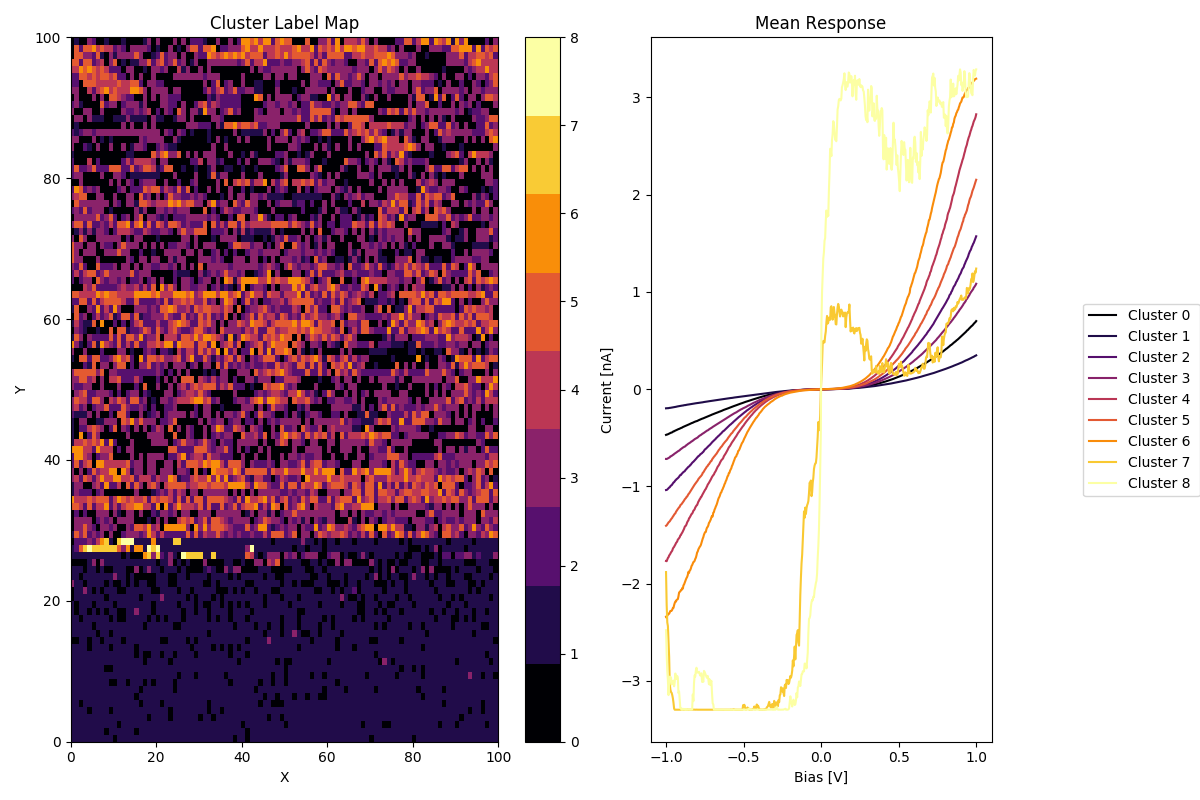 Cluster Label Map
Y
100
80
60
40
20
0
0 20 40 60 80 100
X
8
7
6
5
4
3
2
1
0
Mean Response
Current [nA]
3
2
1
0
−1
−2
−3
−1.0 −0.5 0.0 0.5 1.0
Bias [V]
Cluster 0
Cluster 1
Cluster 2
Cluster 3
Cluster 4
Cluster 5
Cluster 6
Cluster 7
Cluster 8